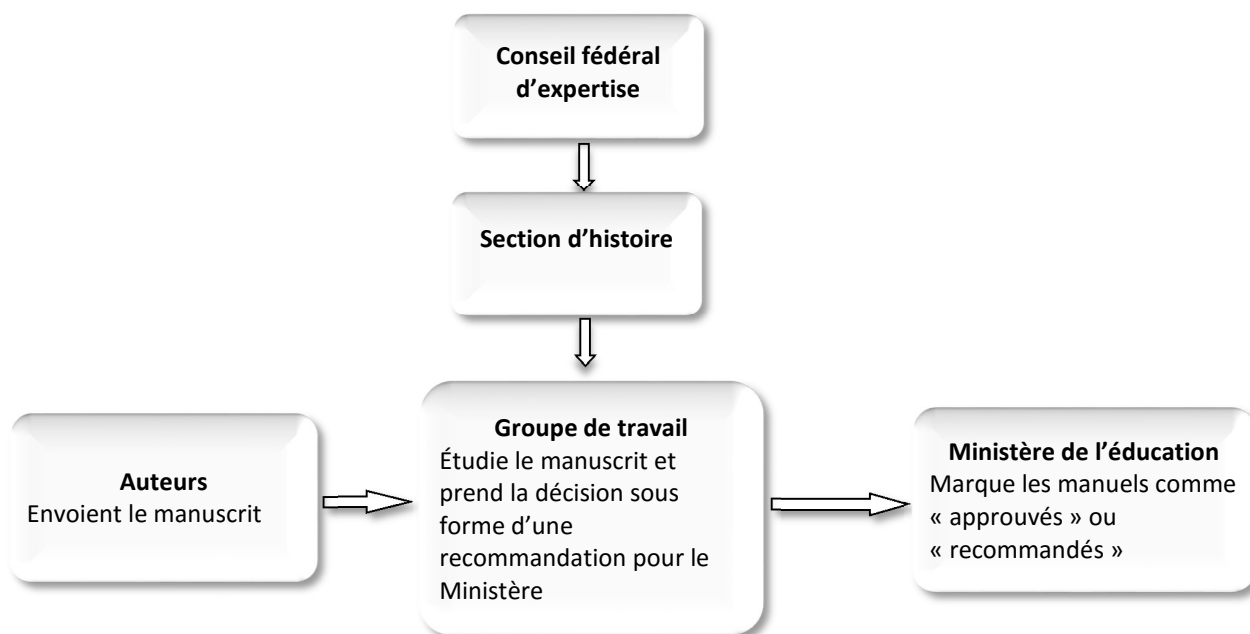 Conseil fédéral
d’expertise
Section d’histoire
Auteurs
Envoient le manuscrit
Groupe de travail
Étudie le manuscrit et
prend la décision sous
forme d’une
recommandation pour le
Ministère
Ministère de l’éducation
Marque les manuels comme
« approuvés » ou
« recommandés »